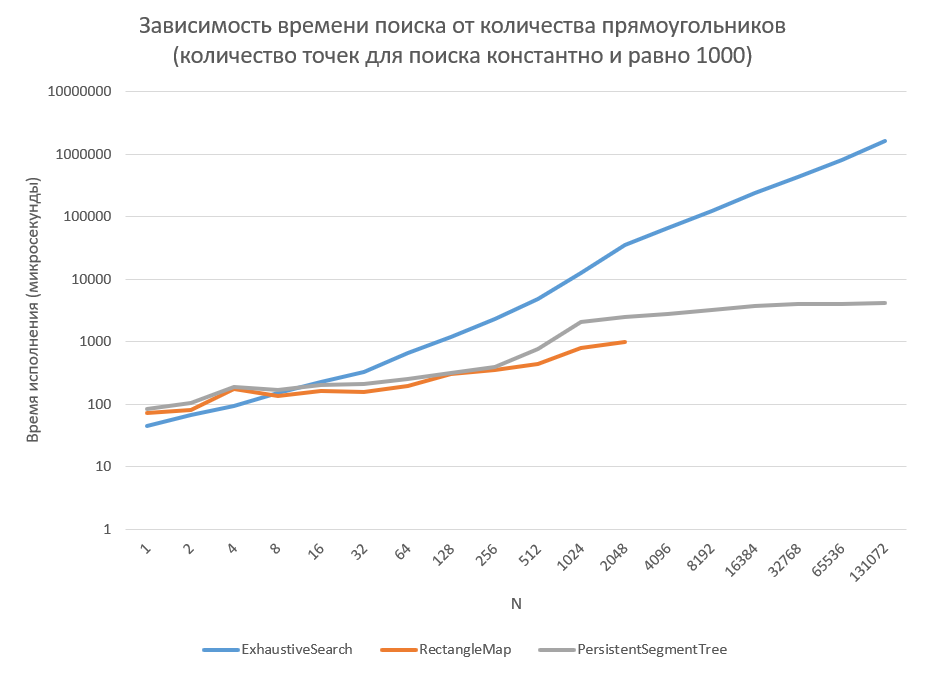 Зависимость времени поиска от количества прямоугольников
(количество точек для поиска константно и равно 1000)
Время исполнения (микросекунды)
10000000
1000000
100000
10000
1000
100
10
1
1 2 4 8 16 32 64 128 256 512 1024 2048 4096 8192 16384 32768 65536 131072
N
ExhaustiveSearch RectangleMap PersistentSegmentTree